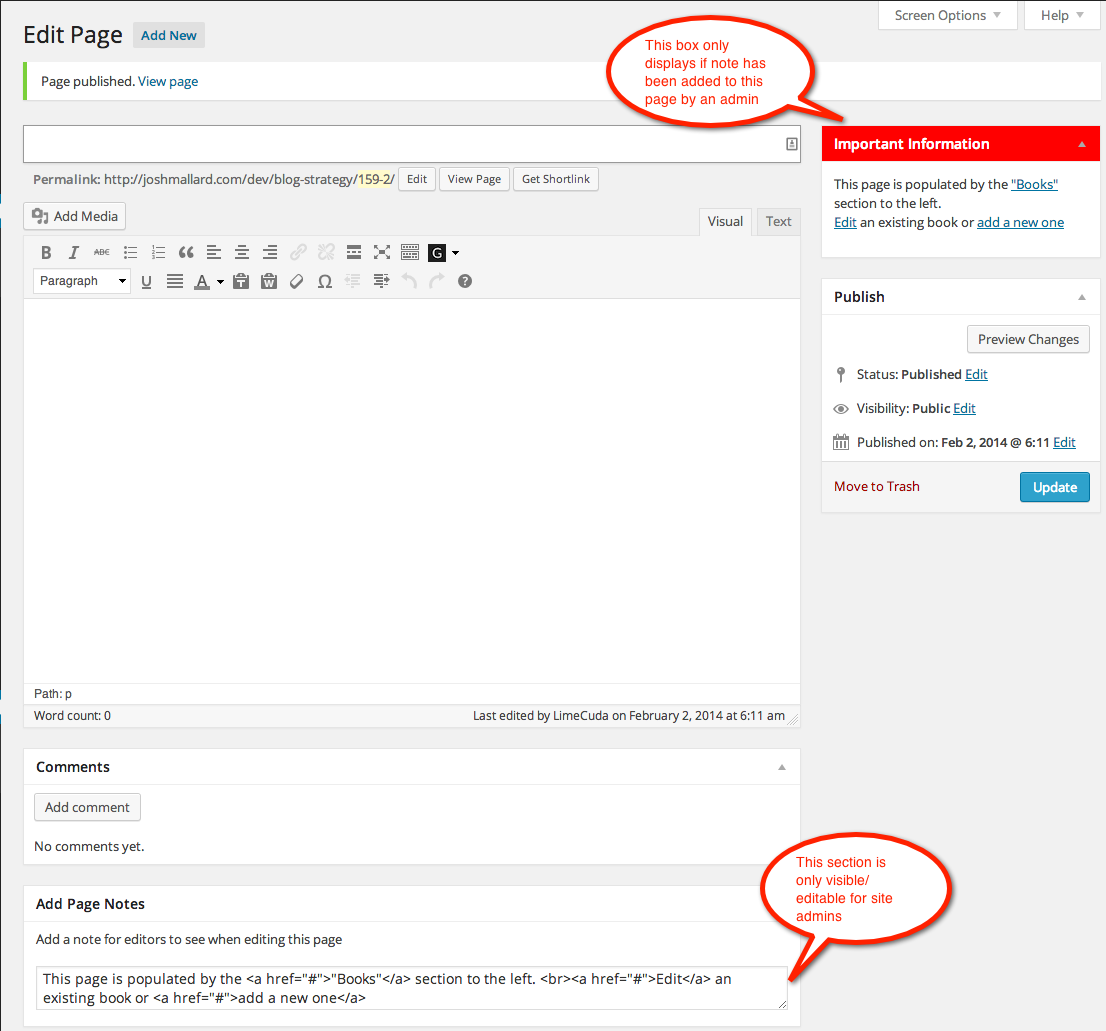 Screen Options
Help
Edit Page
Add New
This box only
displays if note has
been added to this
page by an admin
Page published. View page
Important Information
This page is populated by the "Books"
section to the left.
Edit an existing book or add a new one
Permalink: http://joshmallard.com/dev/blog-strategy/159-2/
Edit
View Page
Get Shortlink
Add Media
Visual
Text
B
I
ABC
G
Paragraph
U
A
T
W
Ω
?
Publish
Preview Changes
Status: Published Edit
Visibility: Public Edit
Published on: Feb 2, 2014 @ 6:11 Edit
Move to Trash
Update
Path: p
Word count: 0
Last edited by LimeCuda on February 2, 2014 at 6:11 am
Comments
Add comment
No comments yet.
This section is
only visible/
editable for site
admins
Add Page Notes
Add a note for editors to see when editing this page
This page is populated by the <a href="#">"Books"</a> section to the left. <br><a href="#">Edit</a> an
existing book or <a href="#">add a new one</a>